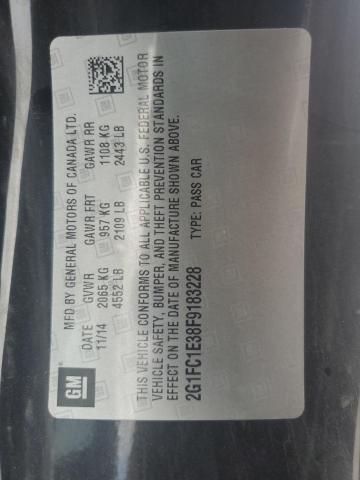 GM
MFD BY GENERAL MOTORS OF CANADA LTD.
DATE GVWR GAWR FRT GAWR RR
11/14 2065 KG 957 KG 1108 KG
4552 LB 2109 LB 2443 LB
THIS VEHICLE CONFORMS TO ALL APPLICABLE U.S. FEDERAL MOTOR
VEHICLE SAFETY, BUMPER, AND THEFT PREVENTION STANDARDS IN
EFFECT ON THE DATE OF MANUFACTURE SHOWN ABOVE.
2G1FC1E38F9183228 TYPE: PASS CAR